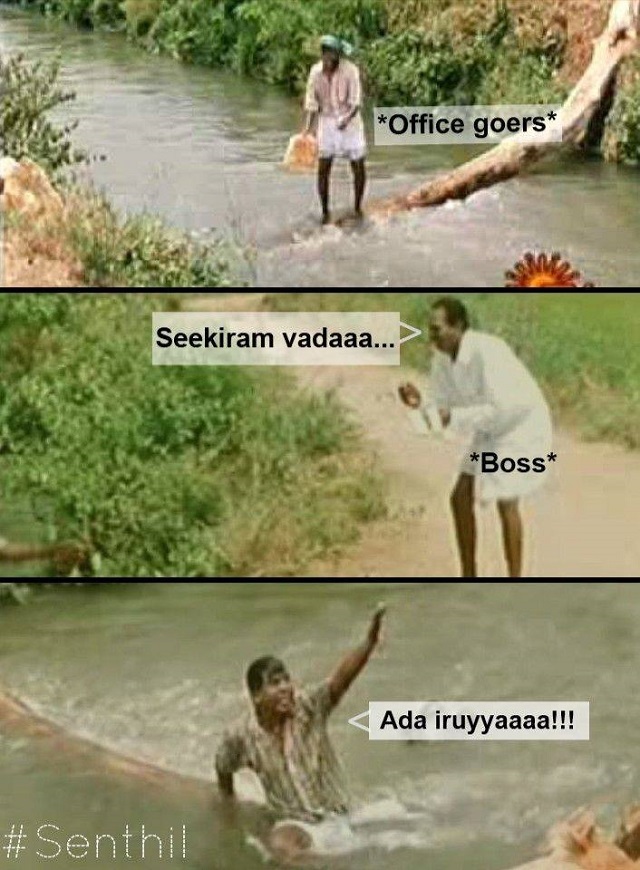 *Office goers*
Seekiram vadaaa...
*Boss*
Ada iruyyaaaa!!!
#Senthil